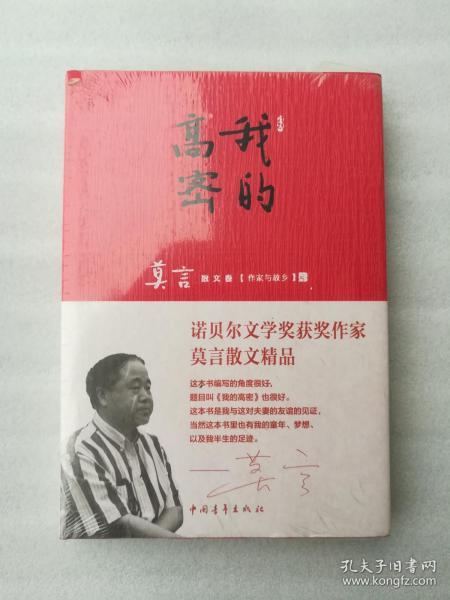 我的
高密
莫言 散文卷【作家与故乡】
诺贝尔文学奖获奖作家
莫言散文精品
这本书编写的角度很好，
题目叫《我的高密》也很好。
这本书是我与这对夫妻的友谊的见证，
当然这本书里也有我的童年、梦想、
以及我半生的足迹。
——莫言
中国青年出版社
孔夫子旧书网
www.kongfz.com